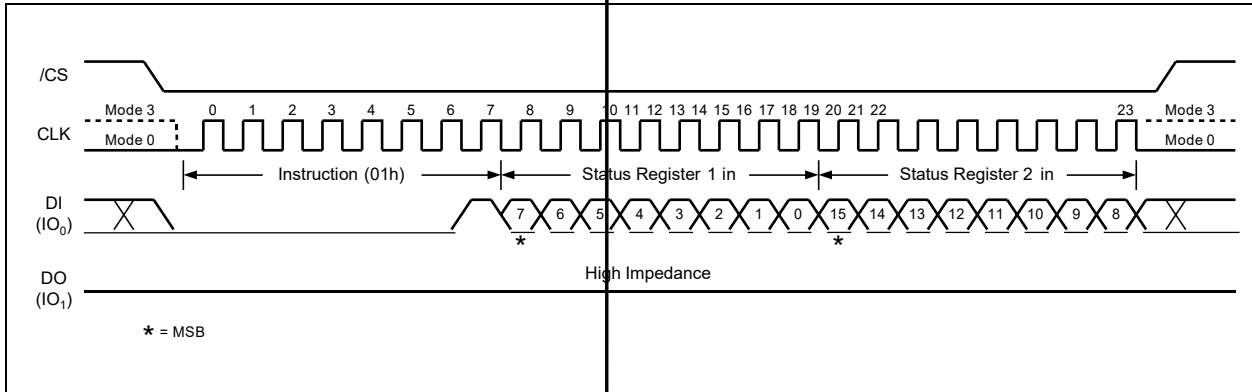 /CS
Mode 3 0 1 2 3 4 5 6 7 8 9 10 11 12 13 14 15 16 17 18 19 20 21 22 23 Mode 3
CLK
Mode 0 Mode 0
Instruction (01h) Status Register 1 in Status Register 2 in
DI
(IO0)
7 6 5 4 3 2 1 0 15 14 13 12 11 10 9 8
* *
High Impedance
DO
(IO1)
* = MSB